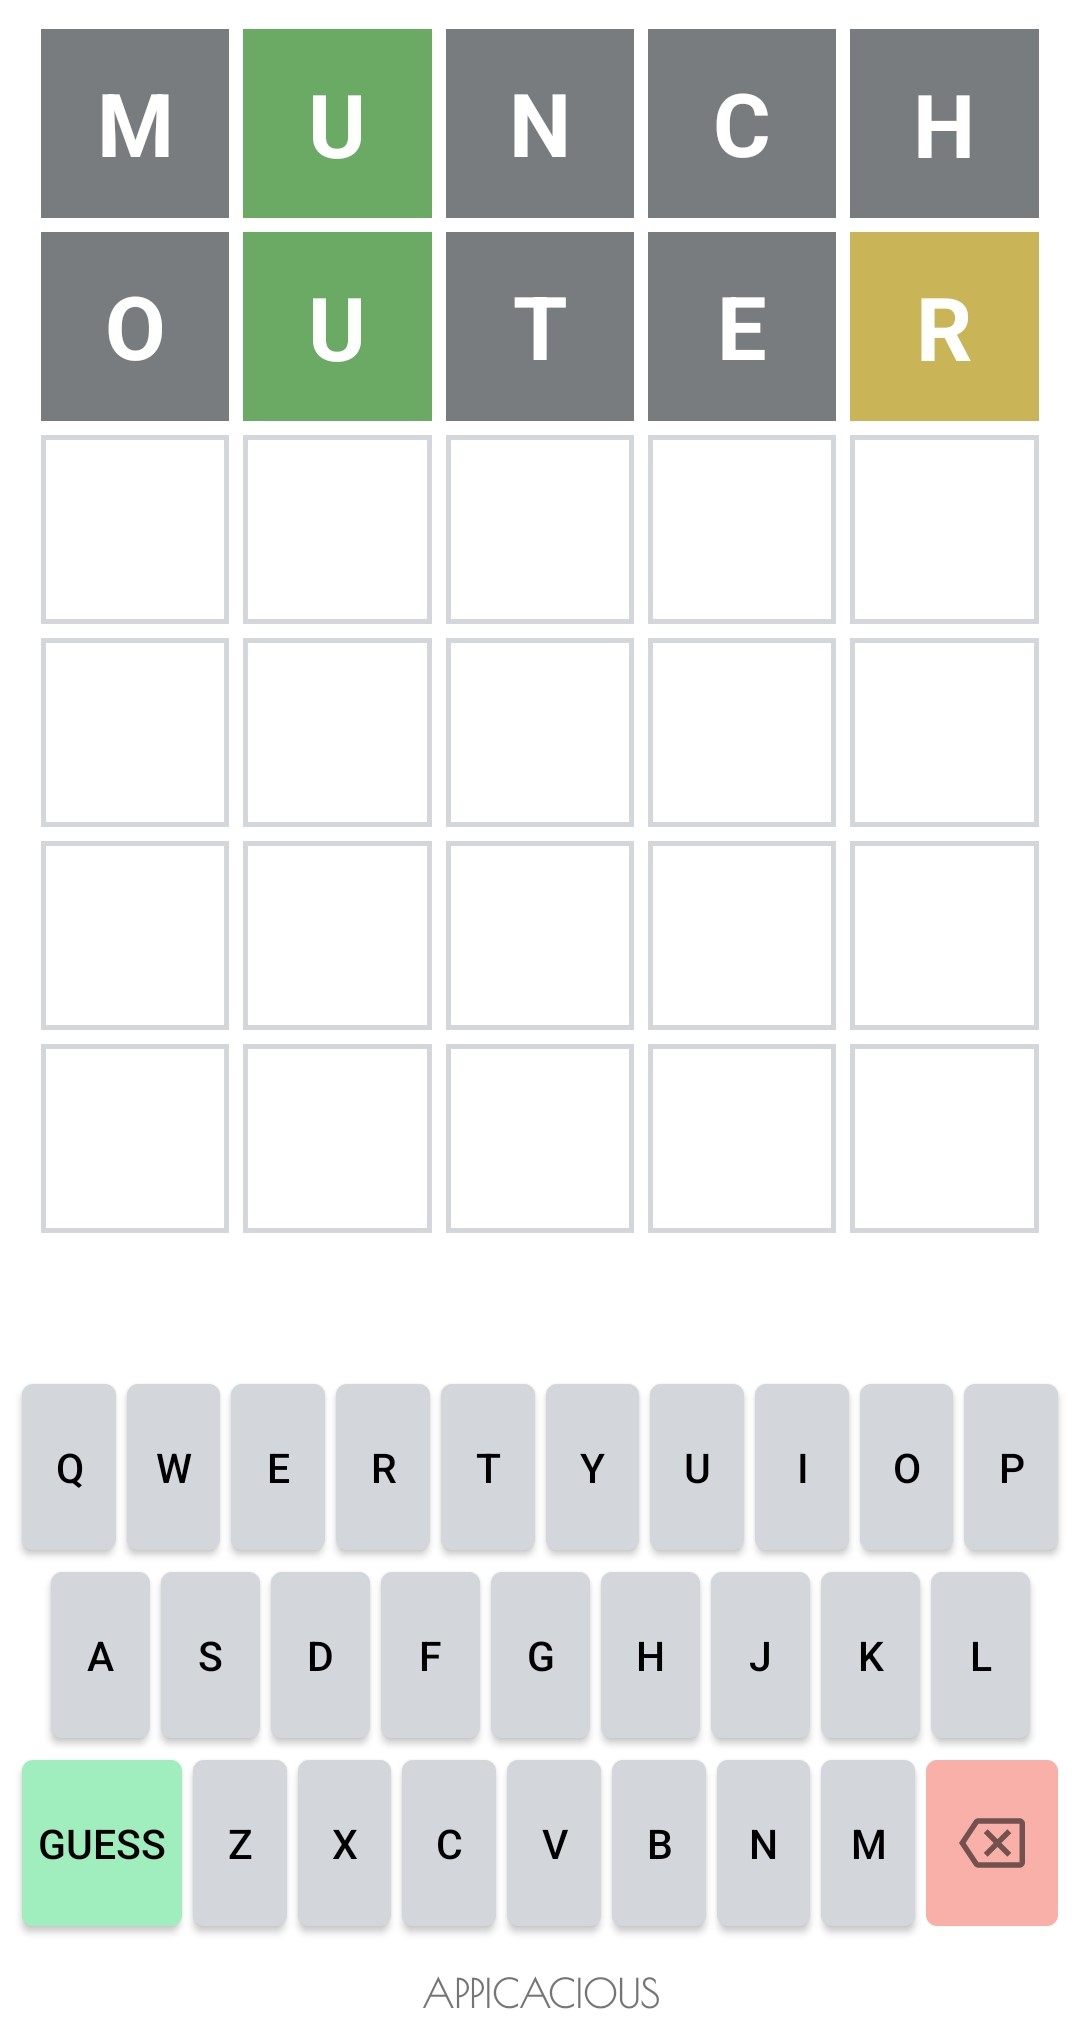 M U N C H
O U T E R
Q W E R T Y U I O P
A S D F G H J K L
GUESS Z X C V B N M
APPICACIOUS